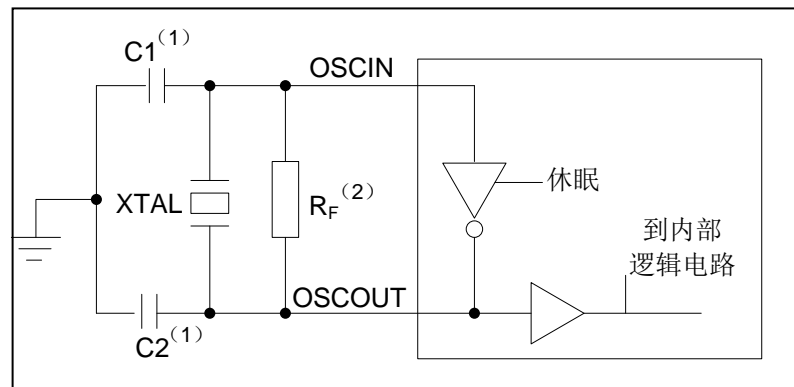 C1（1）
OSCIN
XTAL
RF（2）
休眠
到内部
逻辑电路
OSCOUT
C2（1）